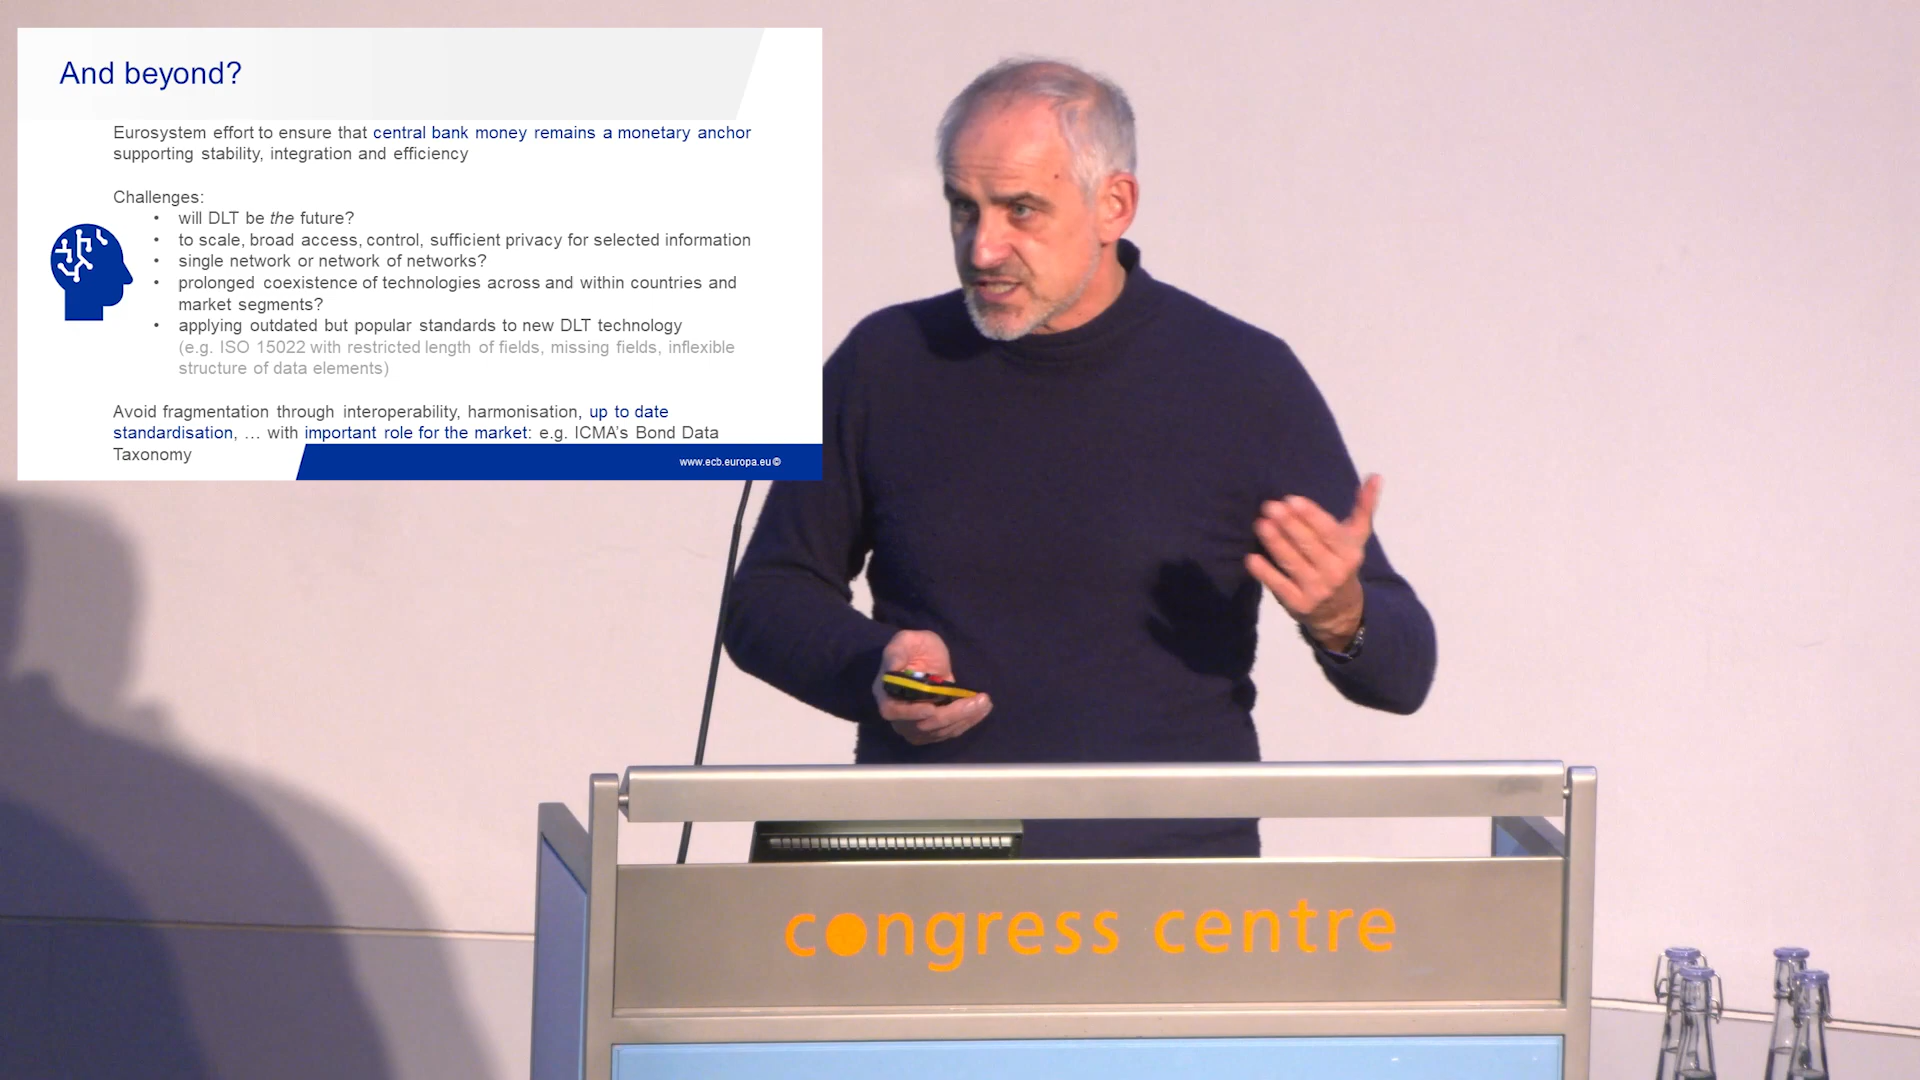 And beyond?
Eurosystem effort to ensure that central bank money remains a monetary anchor
supporting stability, integration and efficiency
Challenges:
• will DLT be the future?
• to scale, broad access, control, sufficient privacy for selected information
• single network or network of networks?
• prolonged coexistence of technologies across and within countries and
market segments?
• applying outdated but popular standards to new DLT technology
(e.g. ISO 15022 with restricted length of fields, missing fields, inflexible
structure of data elements)
Avoid fragmentation through interoperability, harmonisation, up to date
standardisation, … with important role for the market: e.g. ICMA’s Bond Data
Taxonomy
www.ecb.europa.eu ©
congress centre